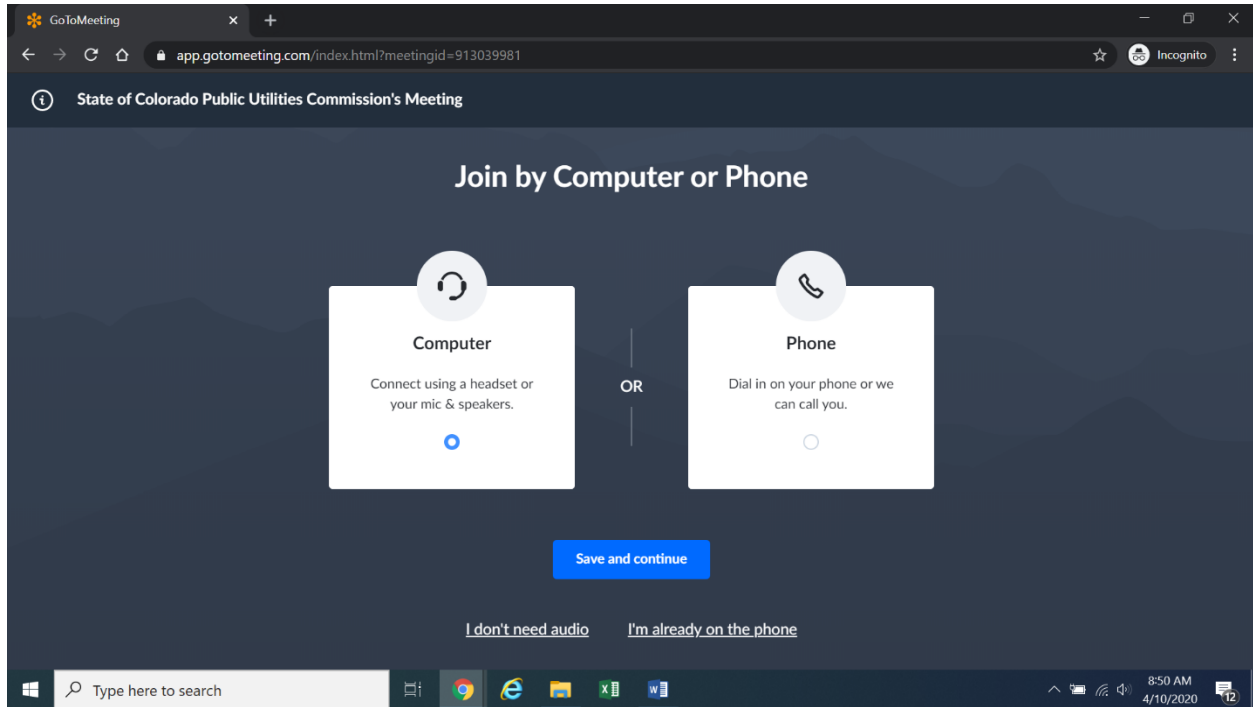 GoToMeeting
app.gotomeeting.com/index.html?meetingid=913039981
Incognito
State of Colorado Public Utilities Commission's Meeting
Join by Computer or Phone
Computer
Connect using a headset or
your mic & speakers.
OR
Phone
Dial in on your phone or we
can call you.
Save and continue
I don't need audio
I'm already on the phone
Type here to search
8:50 AM
4/10/2020
12